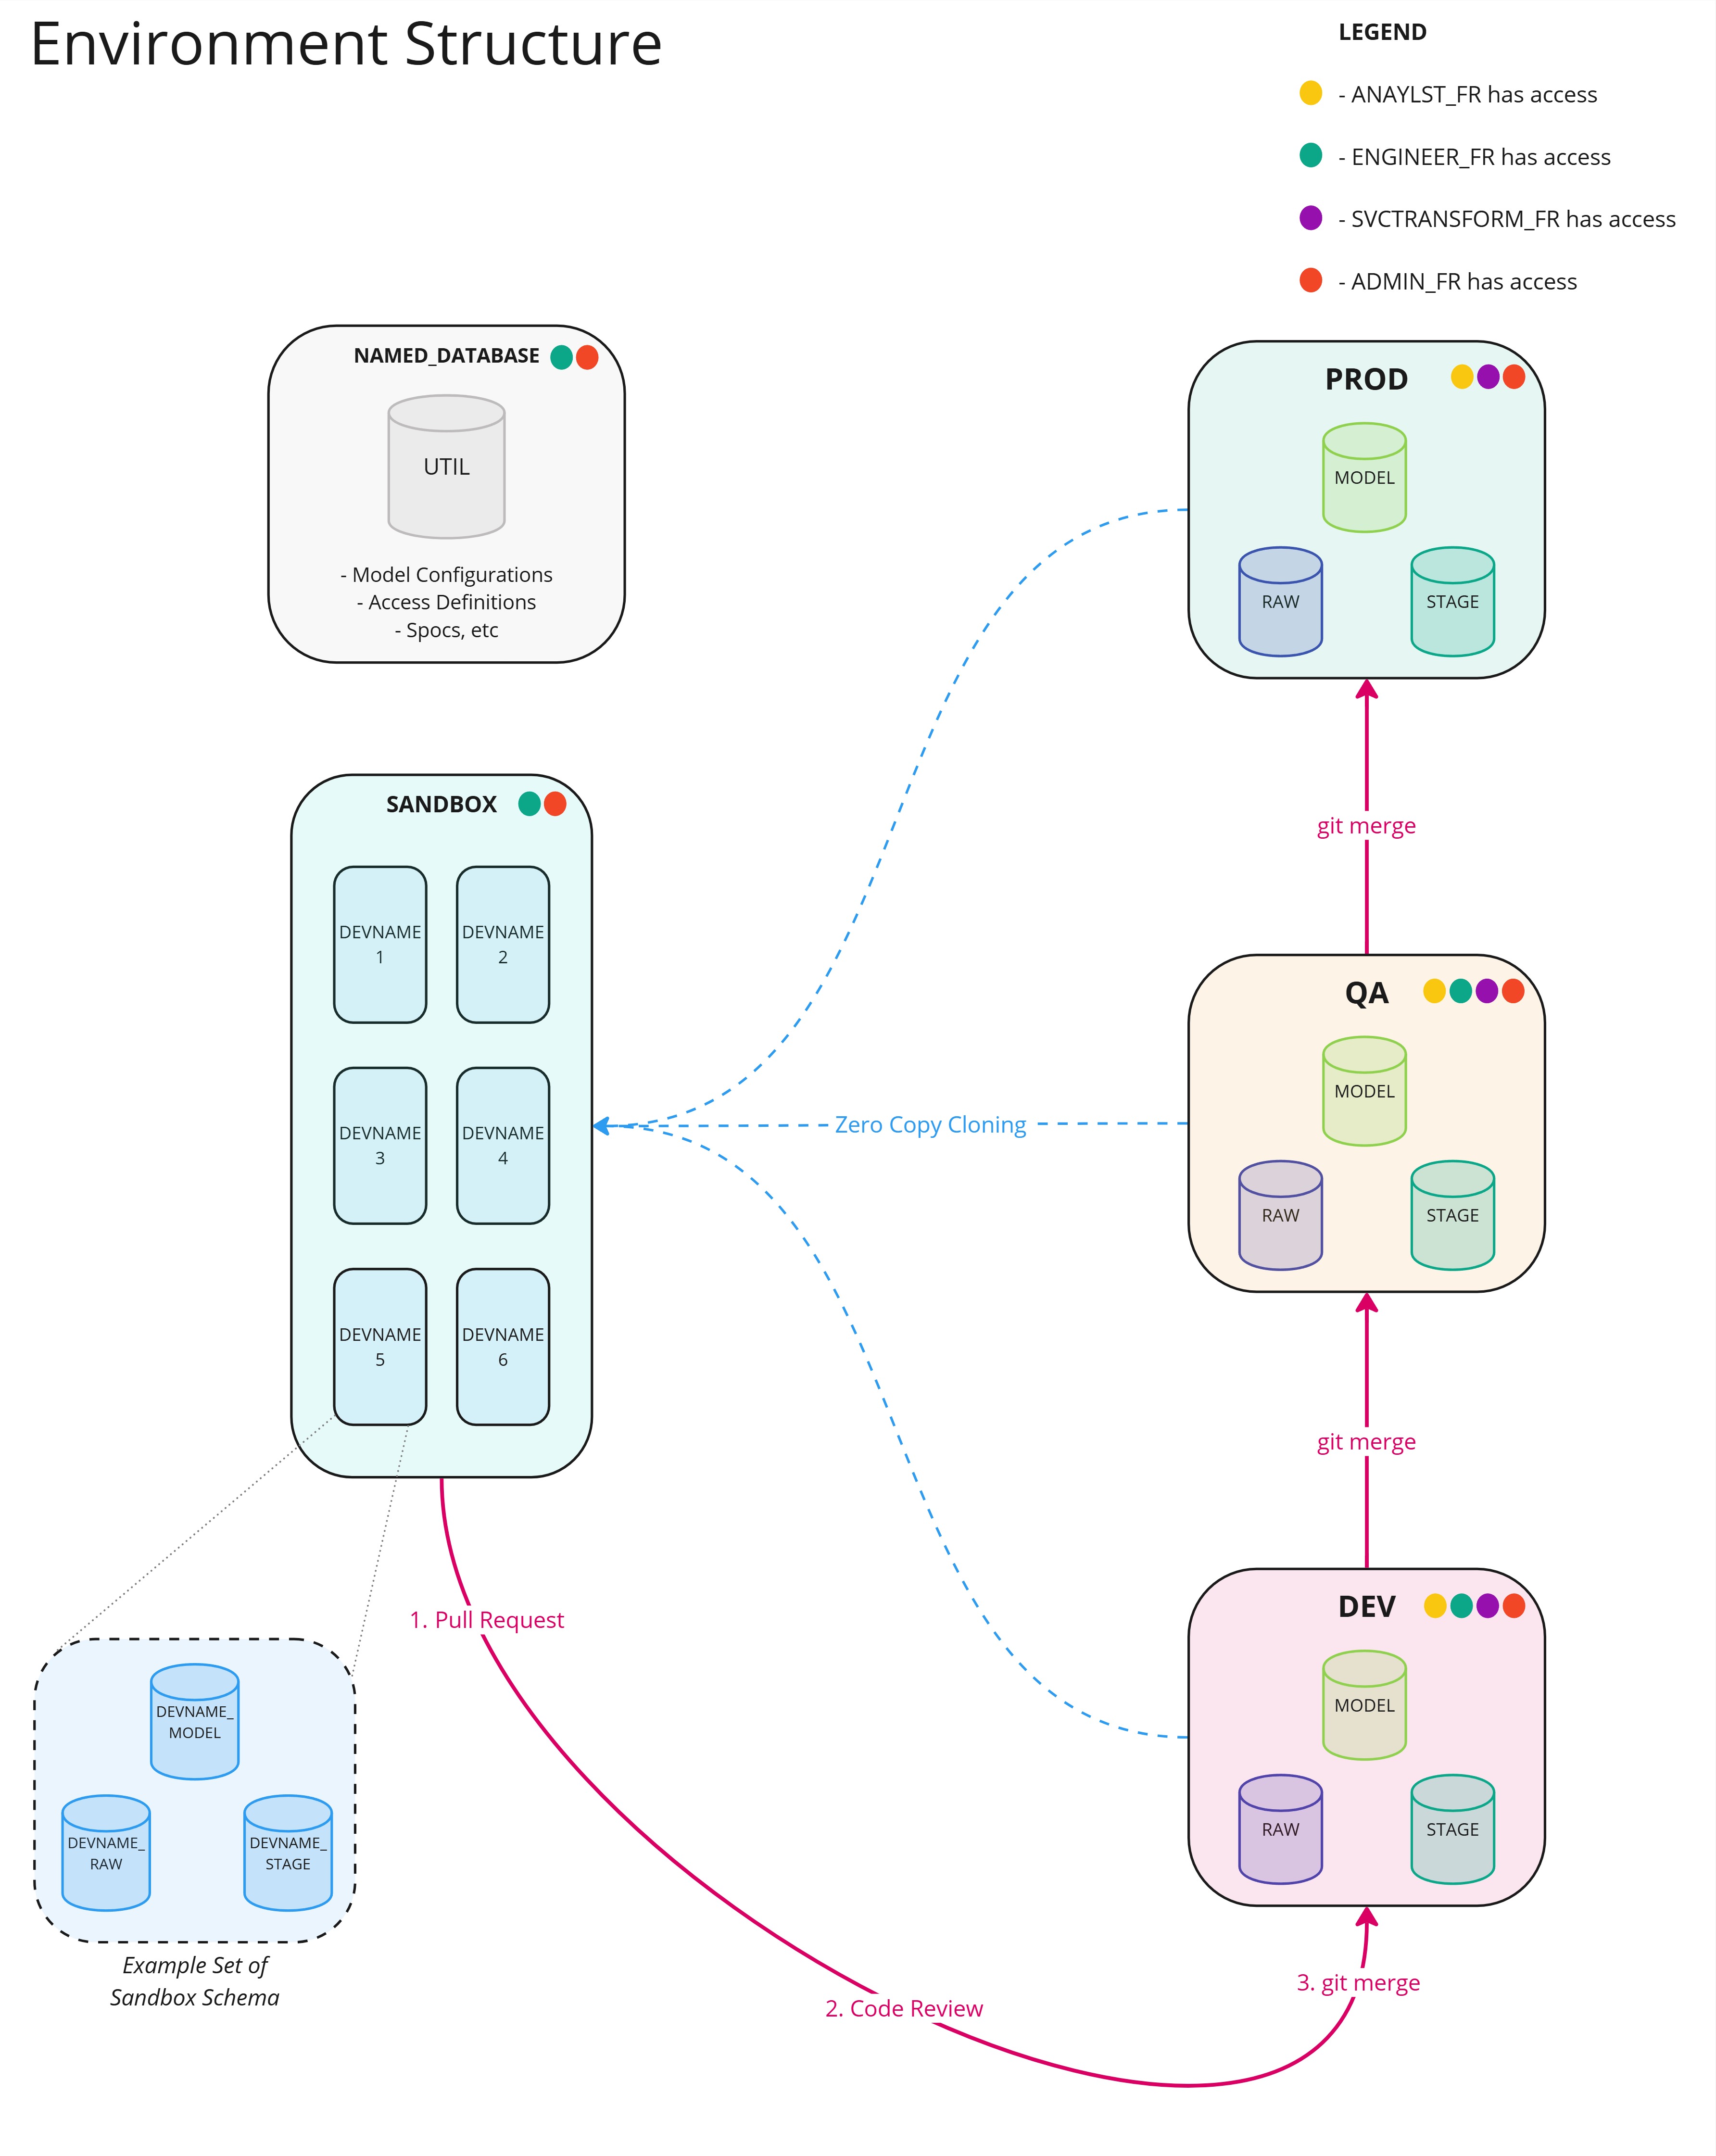 Environment Structure
LEGEND
- ANAYLST_FR has access
- ENGINEER_FR has access
- SVCTRANSFORM_FR has access
- ADMIN_FR has access
NAMED_DATABASE
UTIL
- Model Configurations
- Access Definitions
- Spocs, etc
PROD
MODEL
RAW
STAGE
git merge
SANDBOX
DEVNAME
1
DEVNAME
2
DEVNAME
3
DEVNAME
4
DEVNAME
5
DEVNAME
6
Zero Copy Cloning
QA
MODEL
RAW
STAGE
git merge
DEV
MODEL
RAW
STAGE
1. Pull Request
2. Code Review
3. git merge
DEVNAME_
MODEL
DEVNAME_
RAW
DEVNAME_
STAGE
Example Set of
Sandbox Schema